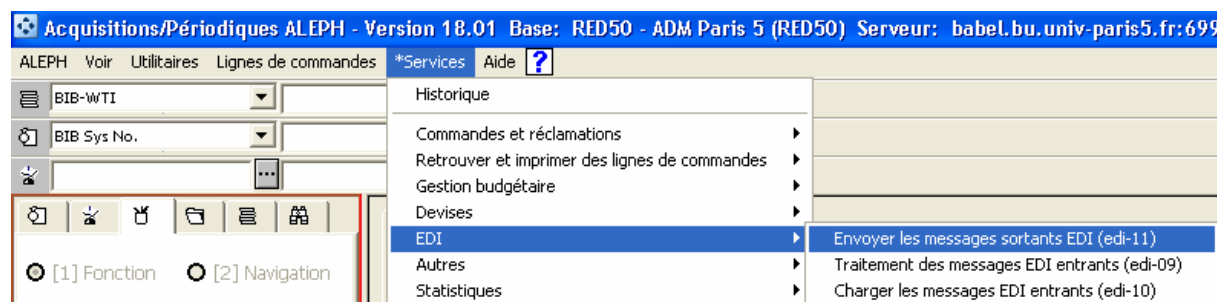 Acquisitions/Périodiques ALEPH - Version 18.01 Base: RED50 - ADM Paris 5 (RED50) Serveur: babel.bu.univ-paris5.fr:699
ALEPH Voir Utilitaires Lignes de commandes *Services Aide ?
BIB-WTI
Historique
BIB Sys No.
Commandes et réclamations
Retrouver et imprimer des lignes de commandes
...
Gestion budgétaire
Devises
EDI Envoyer les messages sortants EDI (edi-11)
[1] Fonction [2] Navigation Autres Traitement des messages EDI entrants (edi-09)
Statistiques Charger les messages EDI entrants (edi-10)